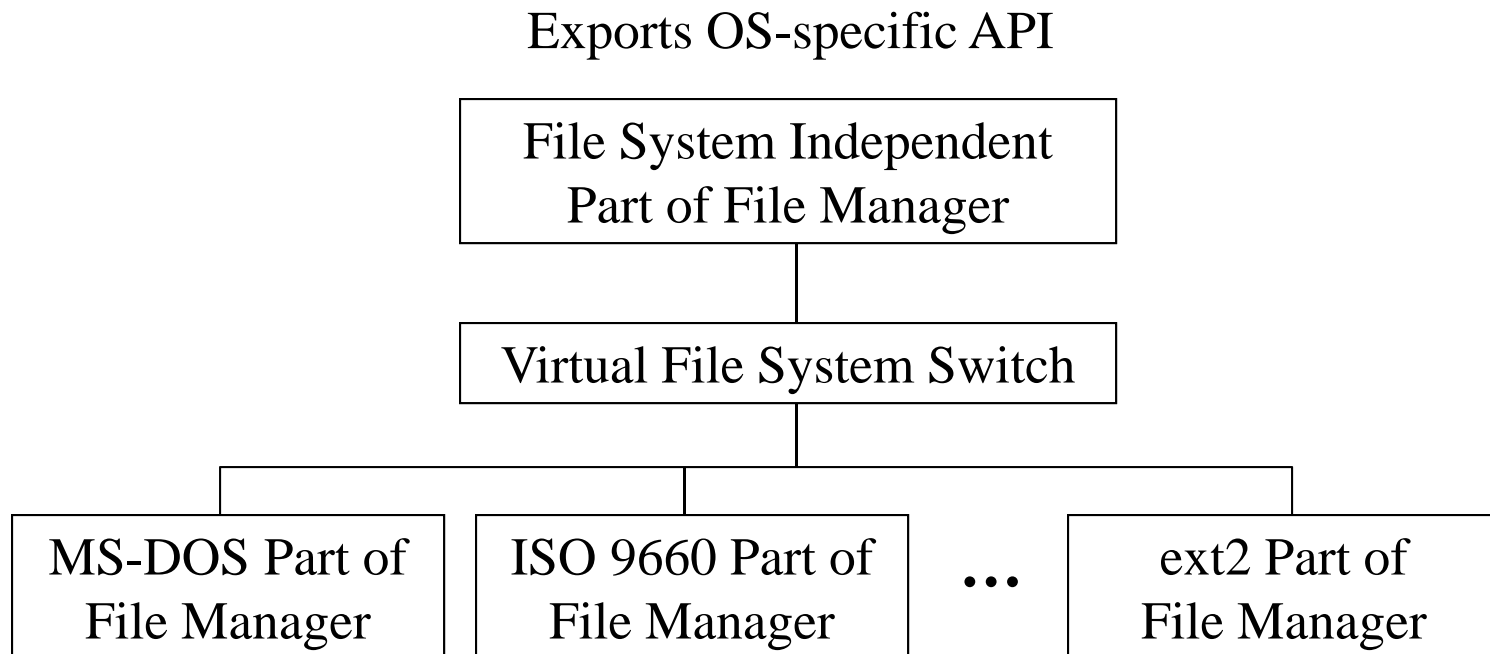 Exports OS-specific API
File System Independent
Part of File Manager
Virtual File System Switch
MS-DOS Part of
File Manager
ISO 9660 Part of
File Manager
...
ext2 Part of
File Manager